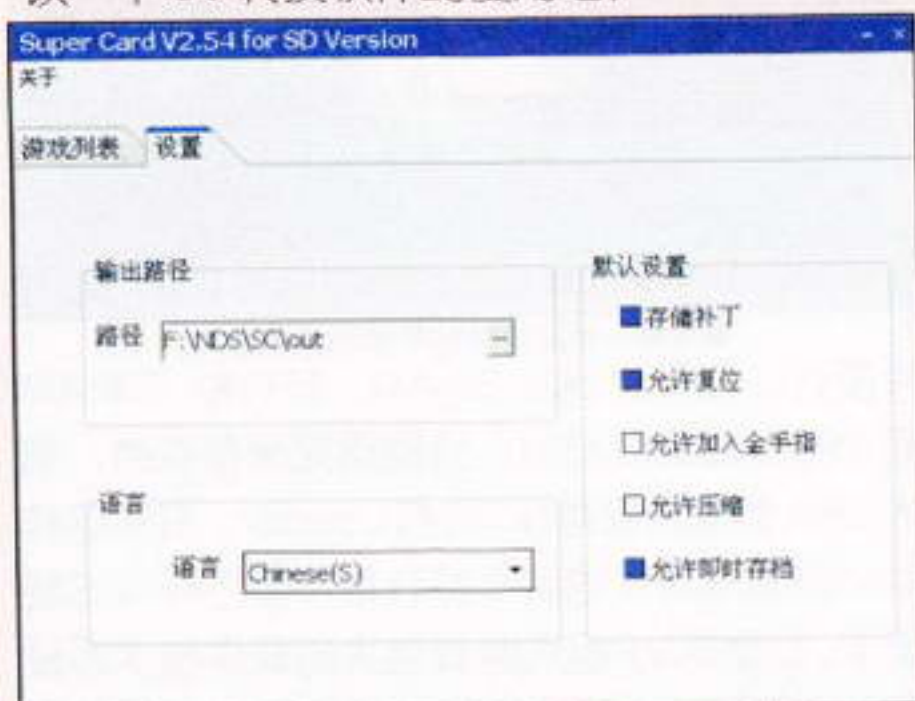 Super Card V2.54 for SD Version
关于
游戏列表 设置
输出路径
路径 F:\NDS\SC\out ...
语言
语言 Chinese(S)
默认设置
存储补丁
允许复位
允许加入金手指
允许压缩
允许即时存档